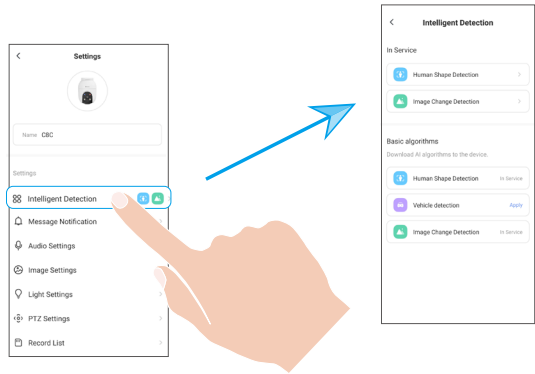 Settings
Name C8C
Settings
Intelligent Detection
Message Notification
Audio Settings
Image Settings
Light Settings
PTZ Settings
Record List
Intelligent Detection
In Service
Human Shape Detection
Image Change Detection
Basic algorithms
Download AI algorithms to the device.
Human Shape Detection In Service
Vehicle detection Apply
Image Change Detection In Service